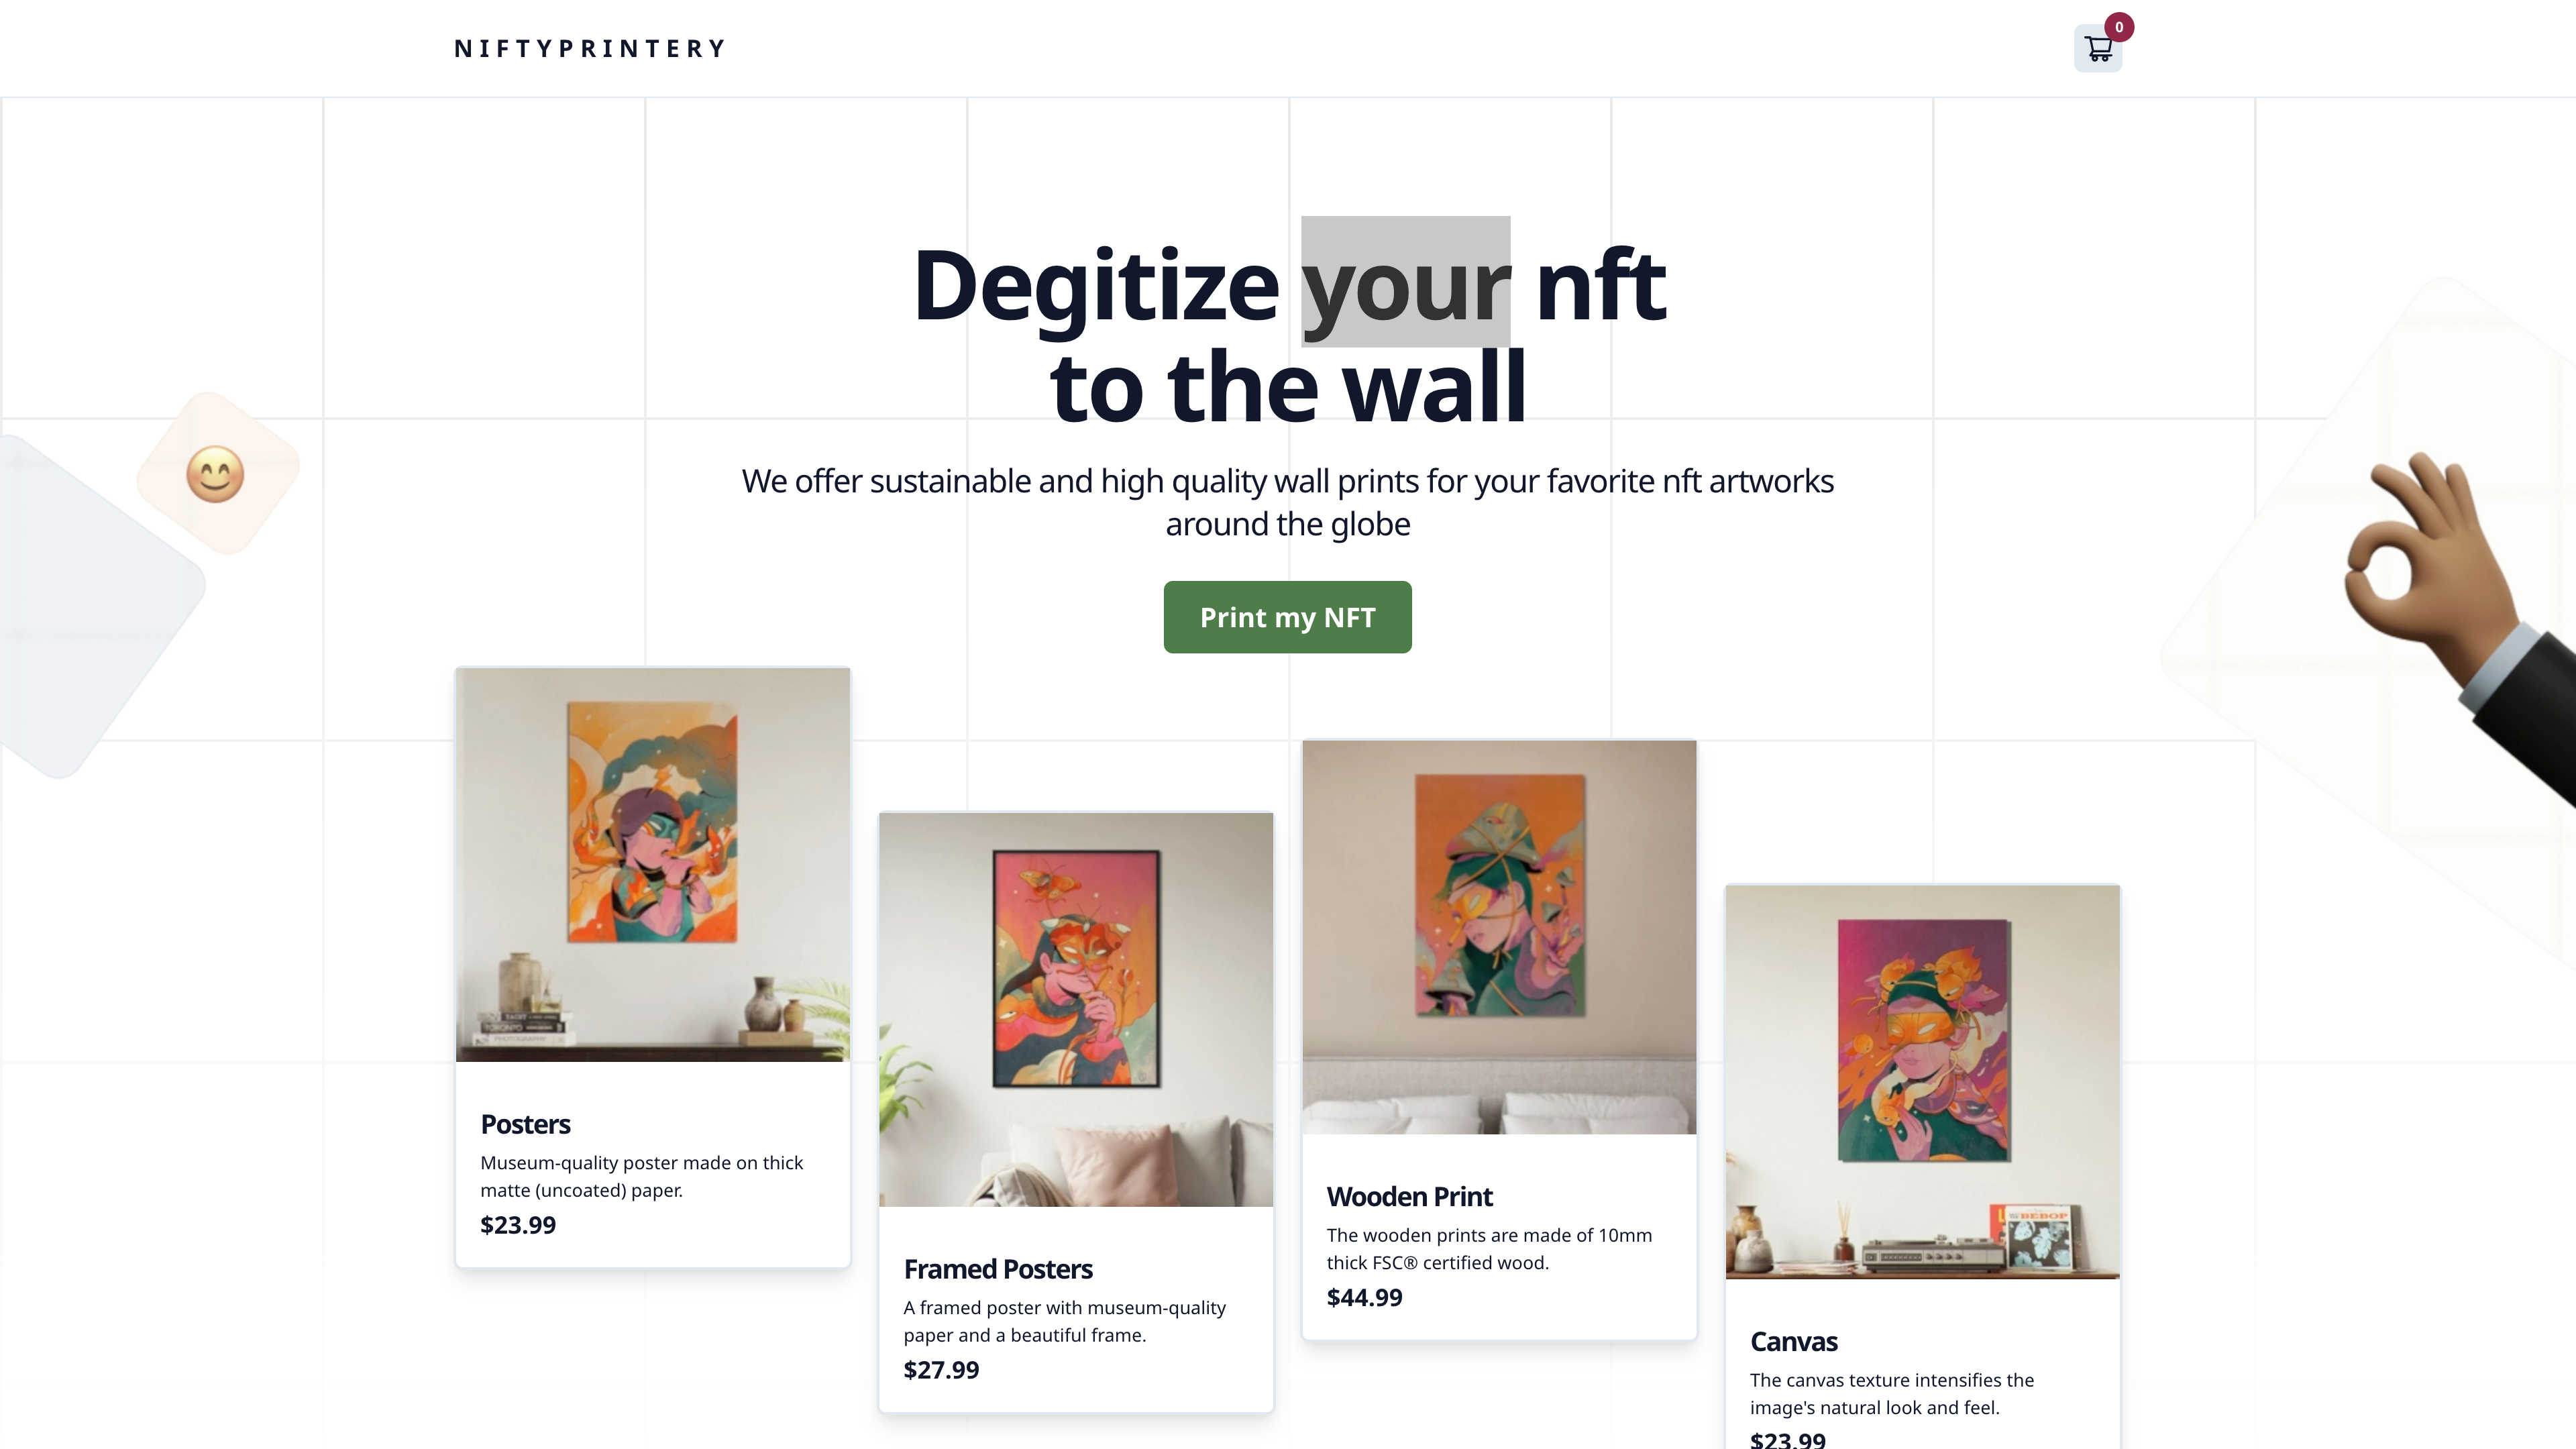 NIFTYPRINTERY
0
Degitize your nft
to the wall
We offer sustainable and high quality wall prints for your favorite nft artworks
around the globe
Print my NFT
TORONTO
PHOTOGRAPHY
Posters
Museum-quality poster made on thick
matte (uncoated) paper.
$23.99
Framed Posters
A framed poster with museum-quality
paper and a beautiful frame.
$27.99
Wooden Print
The wooden prints are made of 10mm
thick FSC® certified wood.
$44.99
BEBOP
Canvas
The canvas texture intensifies the
image's natural look and feel.
$23.99